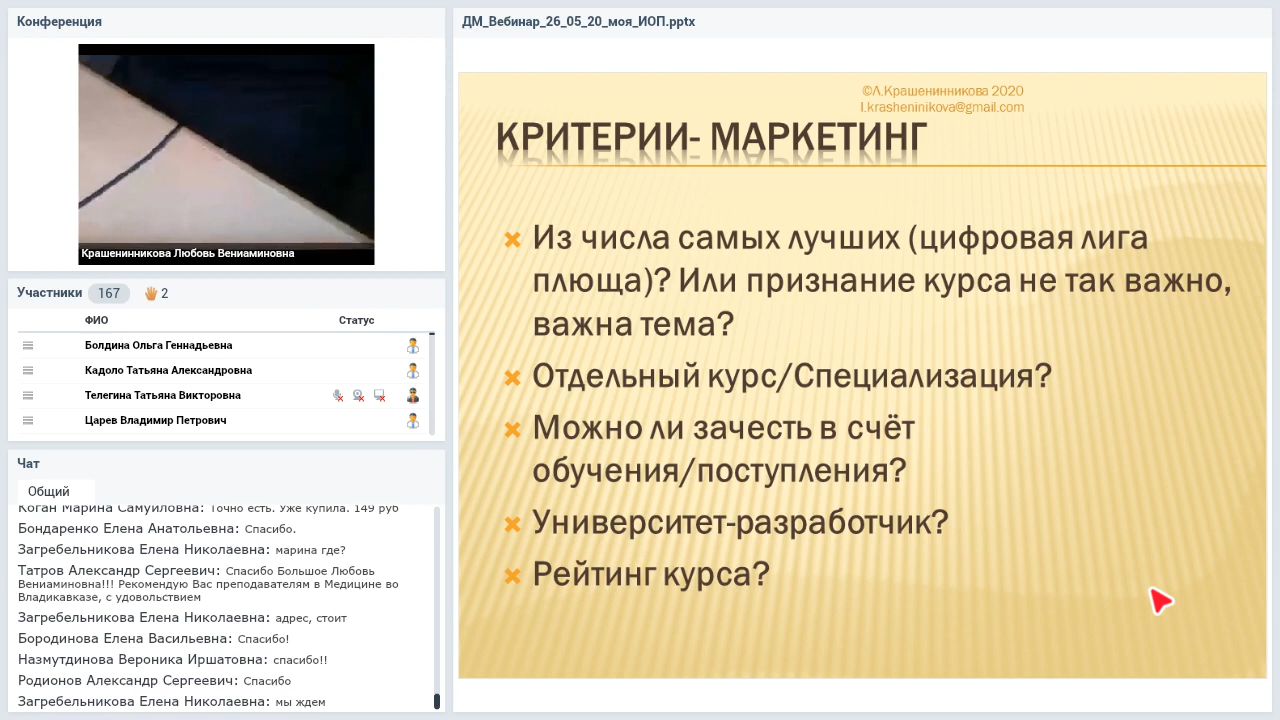 Конференция
Крашенинникова Любовь Вениаминовна
Участники 167 2
ФИО Статус
Болдина Ольга Геннадьевна
Кадоло Татьяна Александровна
Телегина Татьяна Викторовна
Царев Владимир Петрович
Чат
Общий
Коган Марина Самуиловна: Точно есть. Уже купила. 149 руб
Бондаренко Елена Анатольевна: Спасибо.
Загребельникова Елена Николаевна: марина где?
Татров Александр Сергеевич: Спасибо Большое Любовь
Вениаминовна!!! Рекомендую Вас преподавателям в Медицине во
Владикавказе, с удовольствием
Загребельникова Елена Николаевна: адрес, стоит
Бородинова Елена Васильевна: Спасибо!
Назмутдинова Вероника Иршатовна: спасибо!!
Родионов Александр Сергеевич: Спасибо
Загребельникова Елена Николаевна: мы ждем
ДМ_Вебинар_26_05_20_моя_ИОП.pptx
©Л.Крашенинникова 2020
l.krasheninikova@gmail.com
КРИТЕРИИ- МАРКЕТИНГ
Из числа самых лучших (цифровая лига
плюща)? Или признание курса не так важно,
важна тема?
Отдельный курс/Специализация?
Можно ли зачесть в счёт
обучения/поступления?
Университет-разработчик?
Рейтинг курса?